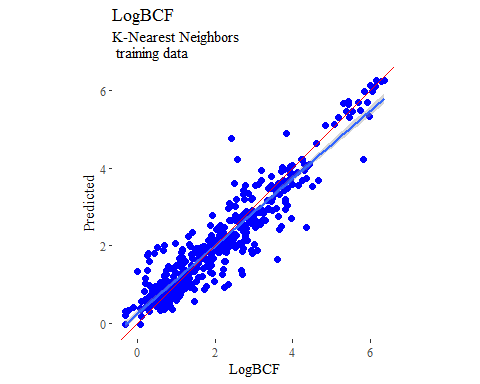 LogBCF
K-Nearest Neighbors
training data
6
4
2
0
Predicted
0 2 4 6
LogBCF